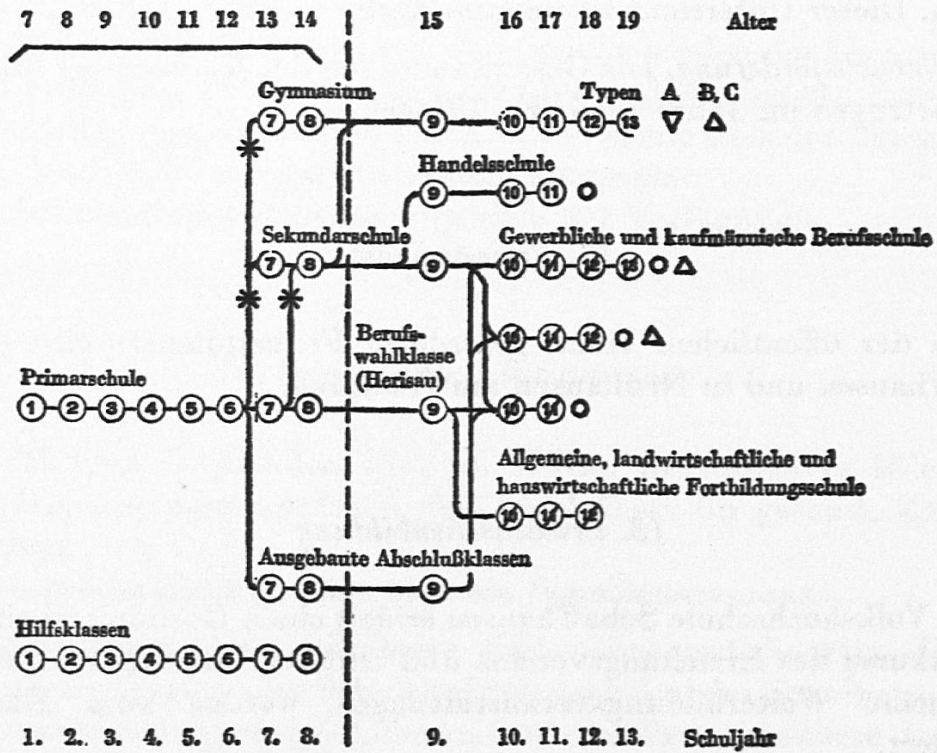 7 8 9 10 11 12 13 14 15 16 17 18 19 Alter
Gymnasium Typen A B, C
7 8 9 10 11 12 13
Handelsschule
9 10 11
Sekundarschule Gewerbliche und kaufmännische Berufsschule
7 8 9 10 11 12 13
Berufs-
wahlklasse
(Herisau)
10 11 12
Primarschule
1 2 3 4 5 6 7 8 9 10 11
Allgemeine, landwirtschaftliche und
hauswirtschaftliche Fortbildungsschule
10 11 12
Ausgebaute Abschlußklassen
7 8 9
Hilfsklassen
1 2 3 4 5 6 7 8
1. 2. 3. 4. 5. 6. 7. 8. 9. 10. 11. 12. 13. Schuljahr